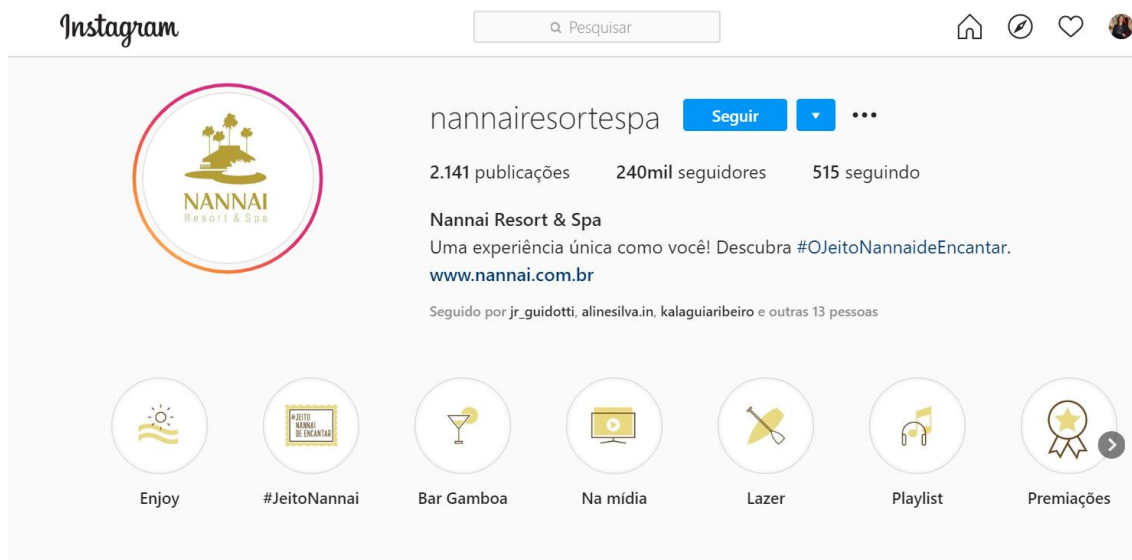 Instagram
Pesquisar
NANNAI
Resort & Spa
nannairesortespa Seguir
2.141 publicações 240mil seguidores 515 seguindo
Nannai Resort & Spa
Uma experiência única como você! Descubra #OJeitoNannaideEncantar.
www.nannai.com.br
Seguido por jr_guidotti, alinesilva.in, kalaguiaribeiro e outras 13 pessoas
#JEITO
NANNAI
DE ENCANTAR
Enjoy #JeitoNannai Bar Gamboa Na mídia Lazer Playlist Premiações